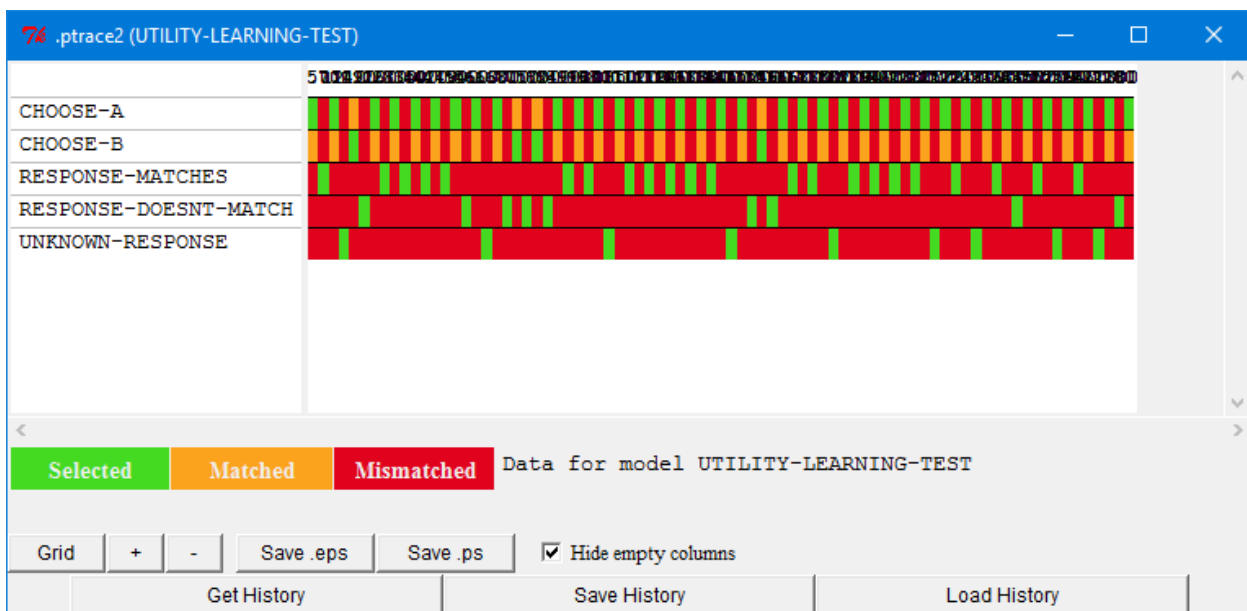 .ptrace2 (UTILITY-LEARNING-TEST)
CHOOSE-A
CHOOSE-B
RESPONSE-MATCHES
RESPONSE-DOESNT-MATCH
UNKNOWN-RESPONSE
Selected Matched Mismatched Data for model UTILITY-LEARNING-TEST
Grid + - Save .eps Save .ps Hide empty columns
Get History Save History Load History